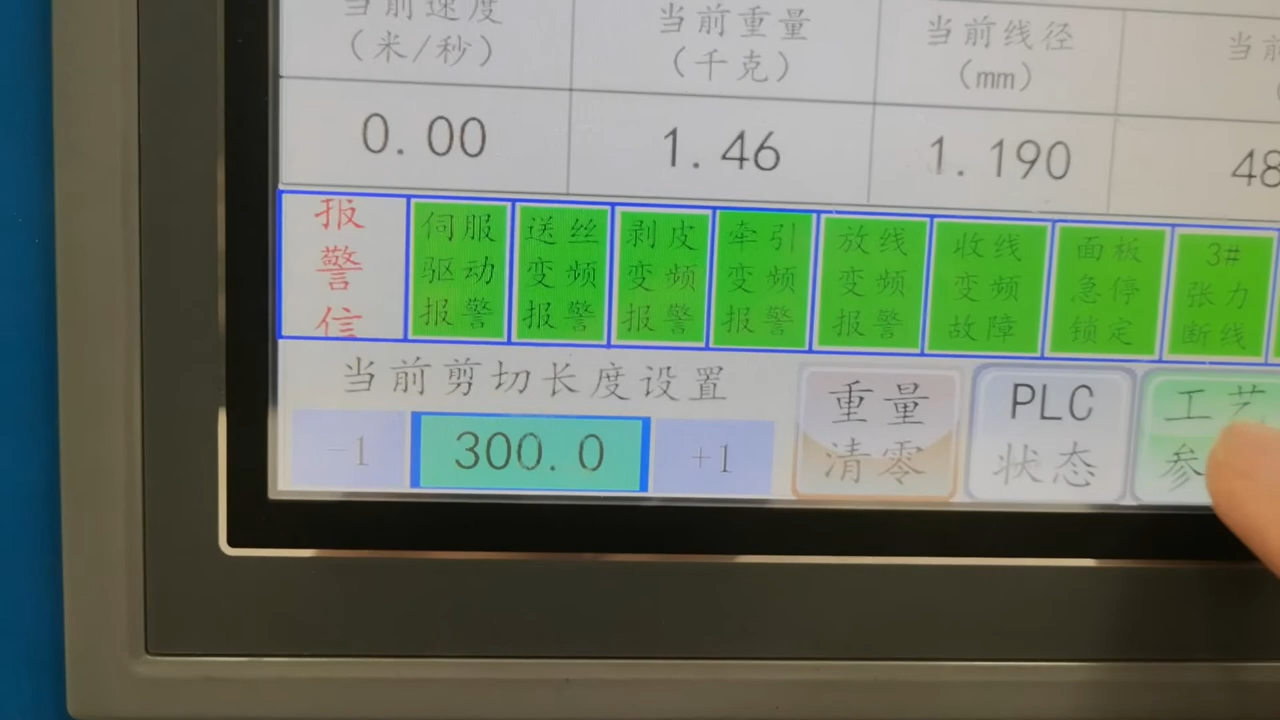 当前速度
(米/秒)
当前重量
(千克)
当前线径
(mm)
当前
0.00
1.46
1.190
48
报
警
信
伺服
驱动
报警
送丝
变频
报警
剥皮
变频
报警
牵引
变频
报警
放线
变频
报警
收线
变频
故障
面板
急停
锁定
3#
张力
断线
当前剪切长度设置
-1
300.0
+1
重量
清零
PLC
状态
工艺
参